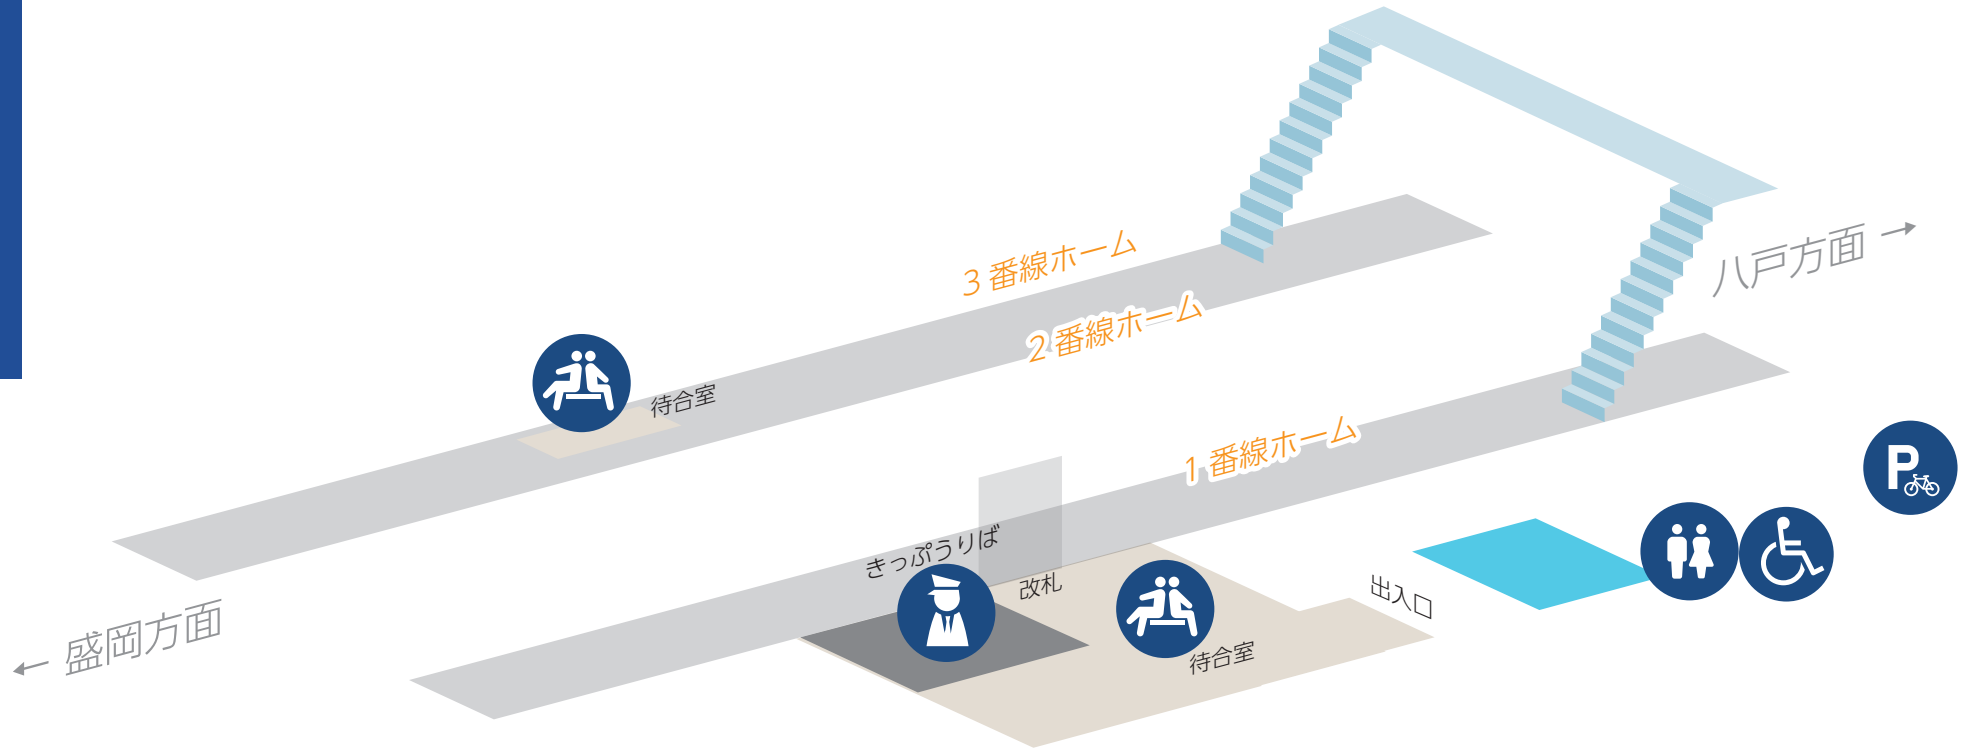 3番線ホーム
2番線ホーム
八戸方面 →
待合室
1番線ホーム
P
きっぷうりば
改札
出入口
待合室
← 盛岡方面